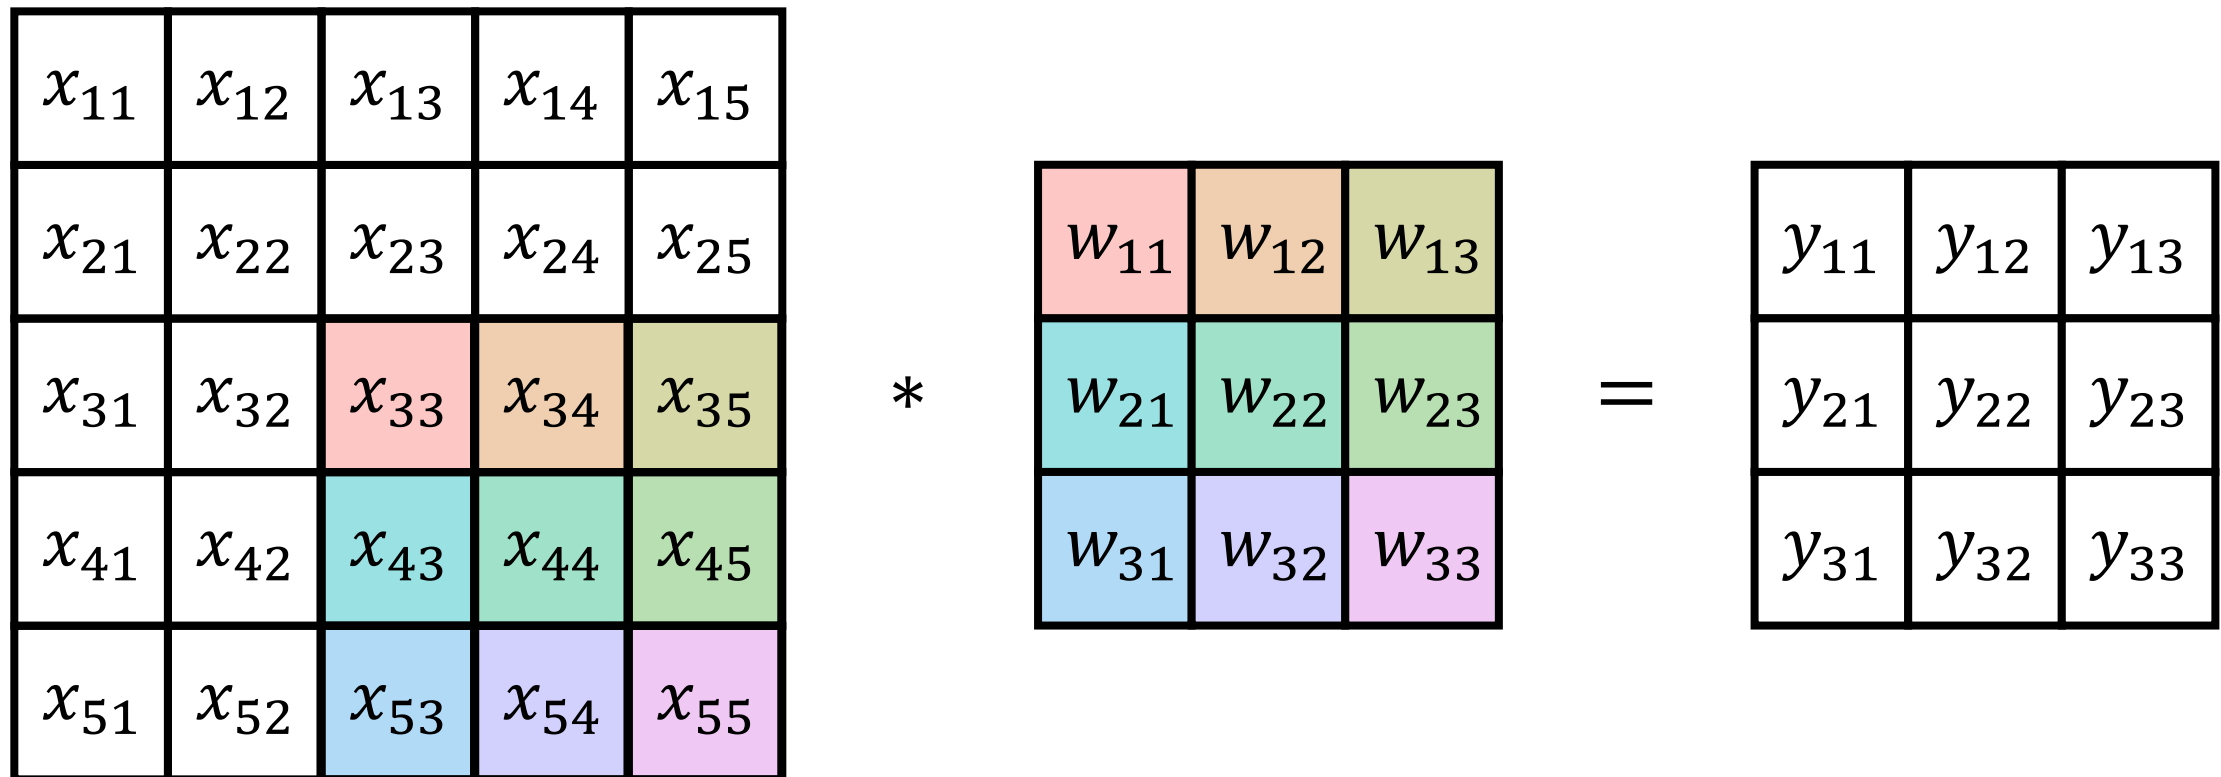 x₁₁ x₁₂ x₁₃ x₁₄ x₁₅
x₂₁ x₂₂ x₂₃ x₂₄ x₂₅
x₃₁ x₃₂ x₃₃ x₃₄ x₃₅
x₄₁ x₄₂ x₄₃ x₄₄ x₄₅
x₅₁ x₅₂ x₅₃ x₅₄ x₅₅
*
w₁₁ w₁₂ w₁₃
w₂₁ w₂₂ w₂₃
w₃₁ w₃₂ w₃₃
=
y₁₁ y₁₂ y₁₃
y₂₁ y₂₂ y₂₃
y₃₁ y₃₂ y₃₃